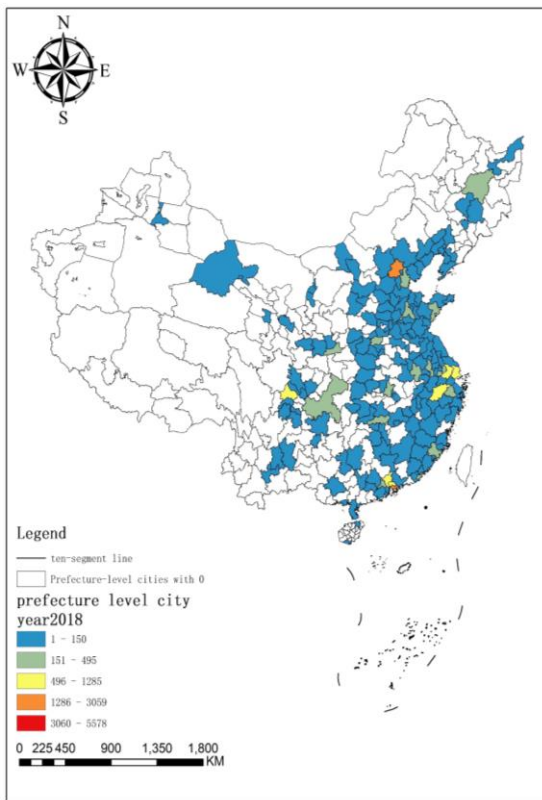 N
W E
S
Legend
ten-segment line
Prefecture-level cities with 0
prefecture level city
year2018
1 - 150
151 - 495
496 - 1285
1286 - 3059
3060 - 5578
0 225 450 900 1,350 1,800
KM